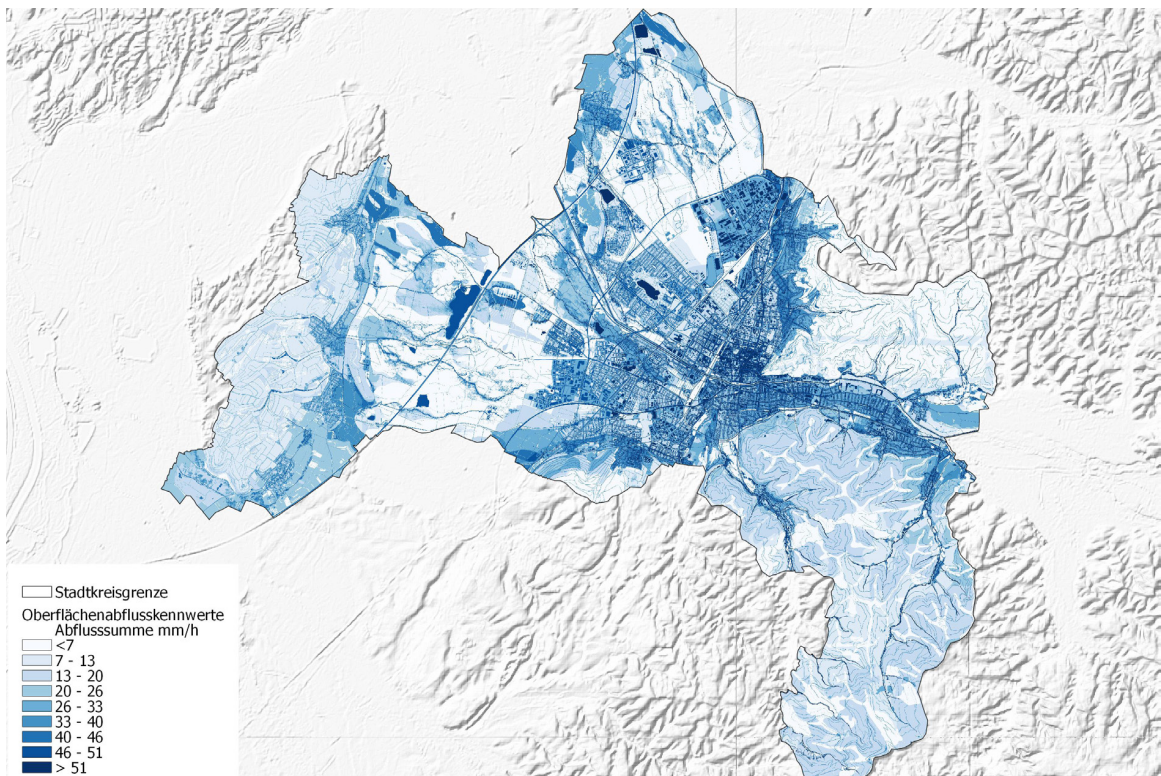 Stadtkreisgrenze
Oberflächenabflusskennwerte
Abflusssumme mm/h
<7
7 - 13
13 - 20
20 - 26
26 - 33
33 - 40
40 - 46
46 - 51
> 51